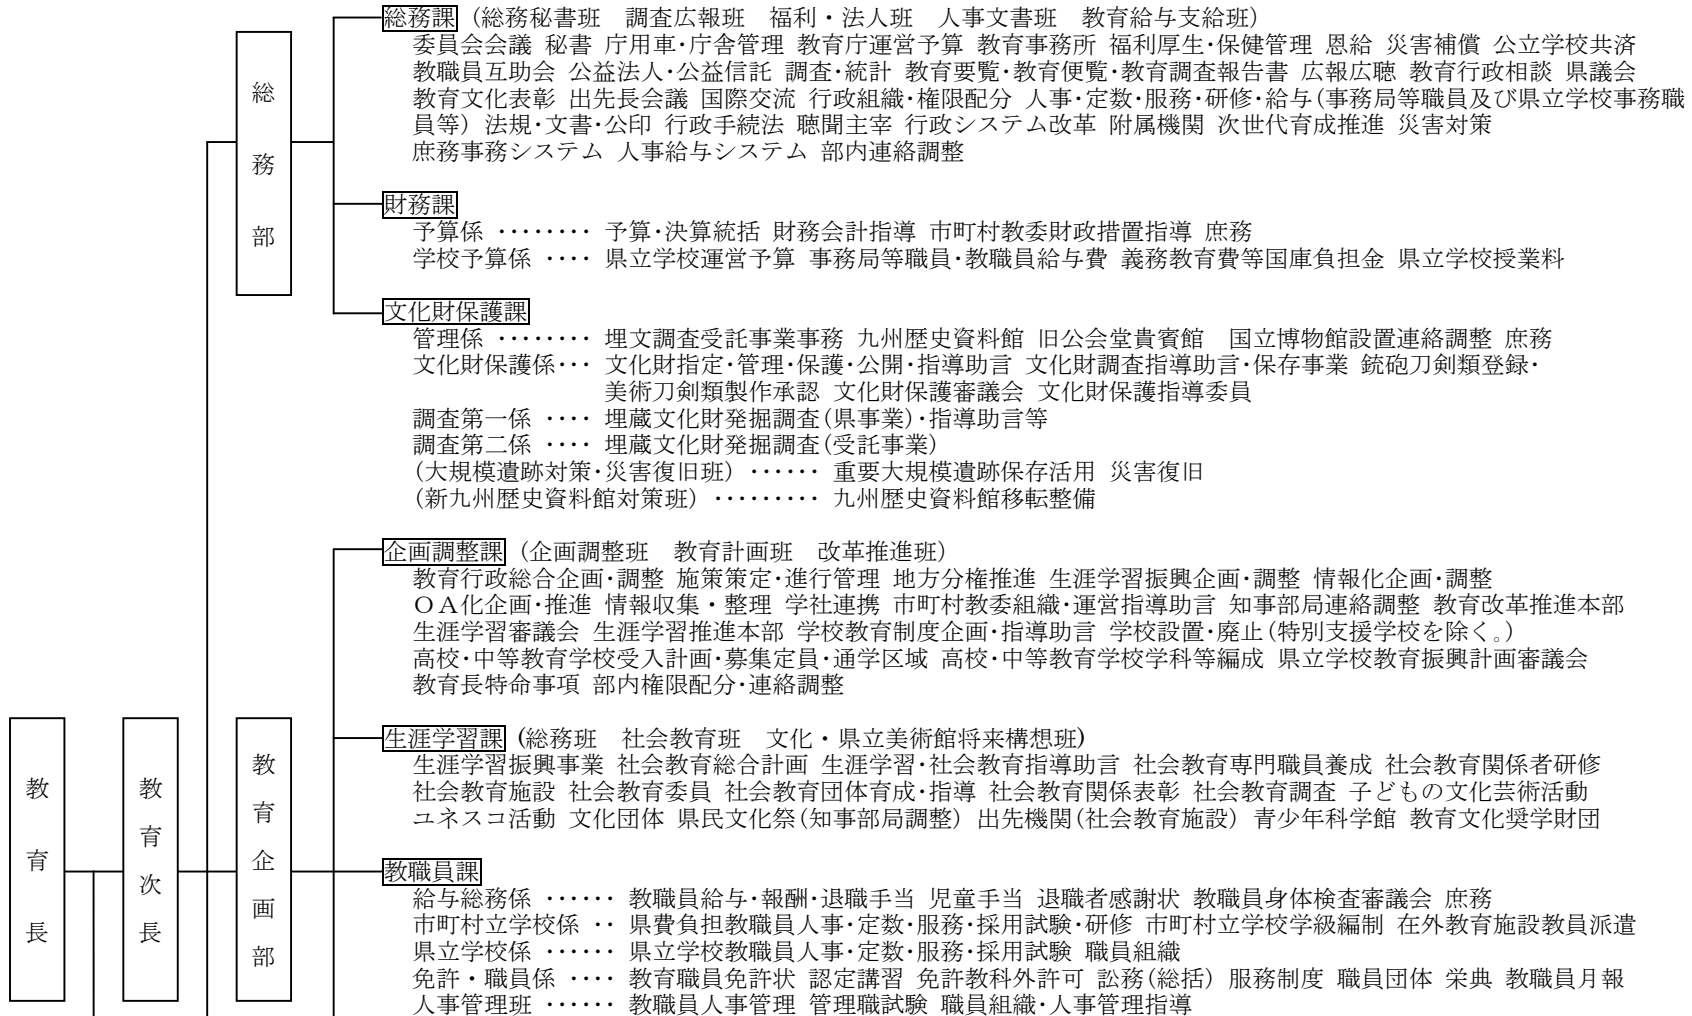 総務課 (総務秘書班 調査広報班 福利・法人班 人事文書班 教育給与支給班)
委員会会議 秘書 庁用車・庁舎管理 教育庁運営予算 教育事務所 福利厚生・保健管理 恩給 災害補償 公立学校共済
教職員互助会 公益法人・公益信託 調査・統計 教育要覧・教育便覧・教育調査報告書 広報広聴 教育行政相談 県議会
教育文化表彰 出先長会議 国際交流 行政組織・権限配分 人事・定数・服務・研修・給与(事務局等職員及び県立学校事務職
員等) 法規・文書・公印 行政手続法 聴聞主宰 行政システム改革 附属機関 次世代育成推進 災害対策
庶務事務システム 人事給与システム 部内連絡調整
総務部
財務課
予算係 ‥‥‥‥ 予算・決算統括 財務会計指導 市町村教委財政措置指導 庶務
学校予算係 ‥‥ 県立学校運営予算 事務局等職員・教職員給与費 義務教育費等国庫負担金 県立学校授業料
文化財保護課
管理係 ‥‥‥‥ 埋文調査受託事業事務 九州歴史資料館 旧公会堂貴賓館 国立博物館設置連絡調整 庶務
文化財保護係‥・ 文化財指定・管理・保護・公開・指導助言 文化財調査指導助言・保存事業 銃砲刀剣類登録・
美術刀剣類製作承認 文化財保護審議会 文化財保護指導委員
調査第一係 ‥‥ 埋蔵文化財発掘調査(県事業)・指導助言等
調査第二係 ‥‥ 埋蔵文化財発掘調査(受託事業)
(大規模遺跡対策・災害復旧班) ‥‥‥ 重要大規模遺跡保存活用 災害復旧
(新九州歴史資料館対策班) ‥‥‥‥・ 九州歴史資料館移転整備
企画調整課 (企画調整班 教育計画班 改革推進班)
教育行政総合企画・調整 施策策定・進行管理 地方分権推進 生涯学習振興企画・調整 情報化企画・調整
OA化企画・推進 情報収集・整理 学社連携 市町村教委組織・運営指導助言 知事部局連絡調整 教育改革推進本部
生涯学習審議会 生涯学習推進本部 学校教育制度企画・指導助言 学校設置・廃止(特別支援学校を除く。)
高校・中等教育学校受入計画・募集定員・通学区域 高校・中等教育学校学科等編成 県立学校教育振興計画審議会
教育長特命事項 部内権限配分・連絡調整
教育長
教育次長
教育企画部
生涯学習課 (総務班 社会教育班 文化・県立美術館将来構想班)
生涯学習振興事業 社会教育総合計画 生涯学習・社会教育指導助言 社会教育専門職員養成 社会教育関係者研修
社会教育施設 社会教育委員 社会教育団体育成・指導 社会教育関係表彰 社会教育調査 子どもの文化芸術活動
ユネスコ活動 文化団体 県民文化祭(知事部局調整) 出先機関(社会教育施設) 青少年科学館 教育文化奨学財団
教職員課
給与総務係 ‥‥‥ 教職員給与・報酬・退職手当 児童手当 退職者感謝状 教職員身体検査審議会 庶務
市町村立学校係 ‥ 県費負担教職員人事・定数・服務・採用試験・研修 市町村立学校学級編制 在外教育施設教員派遣
県立学校係 ‥‥‥ 県立学校教職員人事・定数・服務・採用試験 職員組織
免許・職員係 ‥‥ 教育職員免許状 認定講習 免許教科外許可 訟務(総括) 服務制度 職員団体 栄典 教職員月報
人事管理班 ‥‥‥ 教職員人事管理 管理職試験 職員組織・人事管理指導